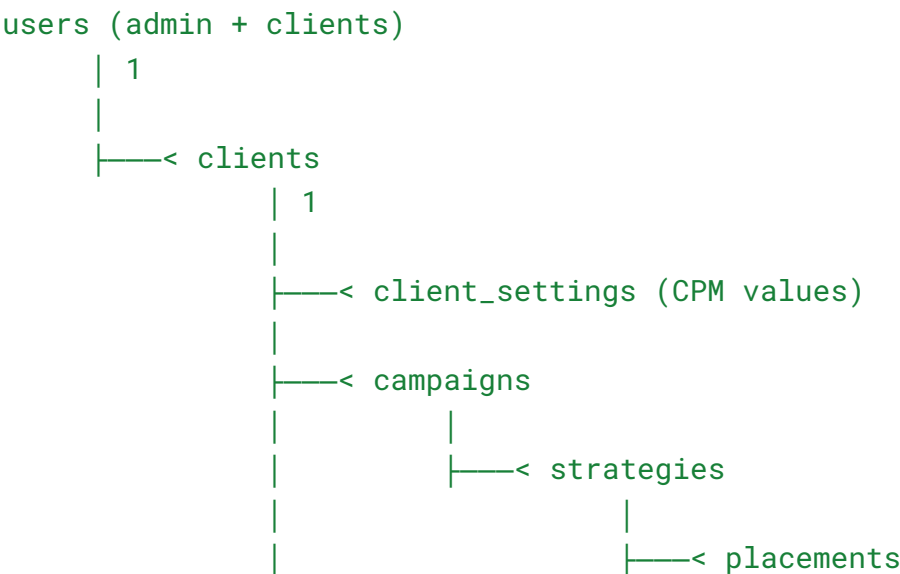 users (admin + clients)
│ 1
│
├───< clients
│ 1
│
├───< client_settings (CPM values)
│
├───< campaigns
│ │
│ ├───< strategies
│ │
│ ├───< placements